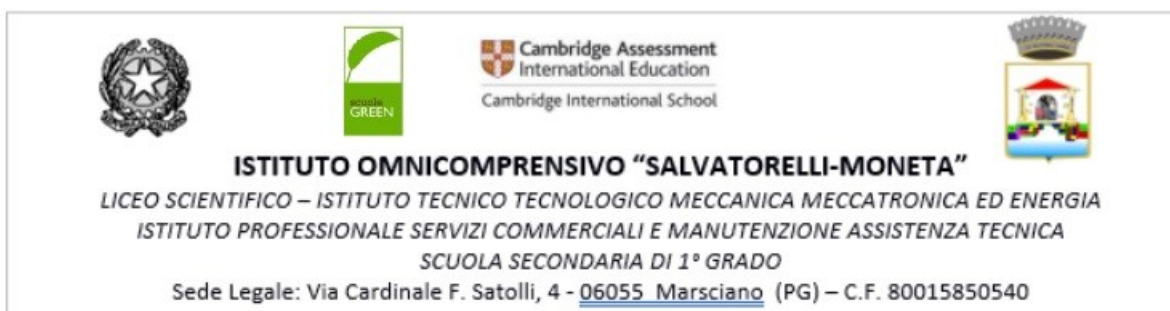 scuola
GREEN
Cambridge Assessment
International Education
Cambridge International School
ISTITUTO OMNICOMPRENSIVO “SALVATORELLI-MONETA”
LICEO SCIENTIFICO – ISTITUTO TECNICO TECNOLOGICO MECCANICA MECCATRONICA ED ENERGIA
ISTITUTO PROFESSIONALE SERVIZI COMMERCIALI E MANUTENZIONE ASSISTENZA TECNICA
SCUOLA SECONDARIA DI 1° GRADO
Sede Legale: Via Cardinale F. Satolli, 4 - 06055 Marsciano (PG) – C.F. 80015850540